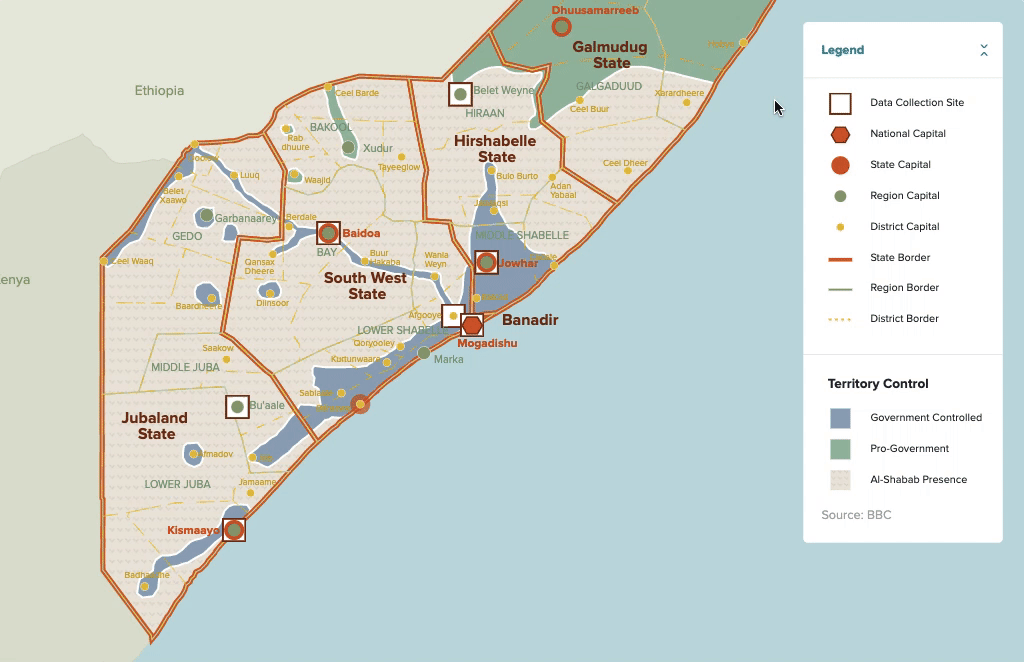 Dhuusamarreeb
Galmudug
State
Hobyo
Ethiopia
Ceel Barde
Belet Weyne
GALGADUUD
Xarardheere
Ceel Buur
HIRAAN
BAKOOL
Rab
dhuure
Xudur
Hirshabelle
State
Tayeeglow
Ceel Dheer
Luuq
Waajid
Bulo Burto
Adan
Yabaal
Belet
Xaawo
Garbanaarey
Berdale
Jalalaqsi
GEDO
Baidoa
MIDDLE SHABELLE
BAY
Buur
Hakaba
Wanla
Weyn
Ceel Waaq
Qansax
Dheere
Jowhar
enya
South West
State
Baardheere
Diinsoor
Afgooye
Banadir
LOWER SHABELLE
Mogadishu
Qoryooley
Saakow
Kurtunwaare
Marka
MIDDLE JUBA
Sablaale
Bu'aale
Jubaland
State
Afmadow
LOWER JUBA
Jamaame
Kismaayo
Badhaadhe
Legend
Data Collection Site
National Capital
State Capital
Region Capital
District Capital
State Border
Region Border
District Border
Territory Control
Government Controlled
Pro-Government
Al-Shabab Presence
Source: BBC